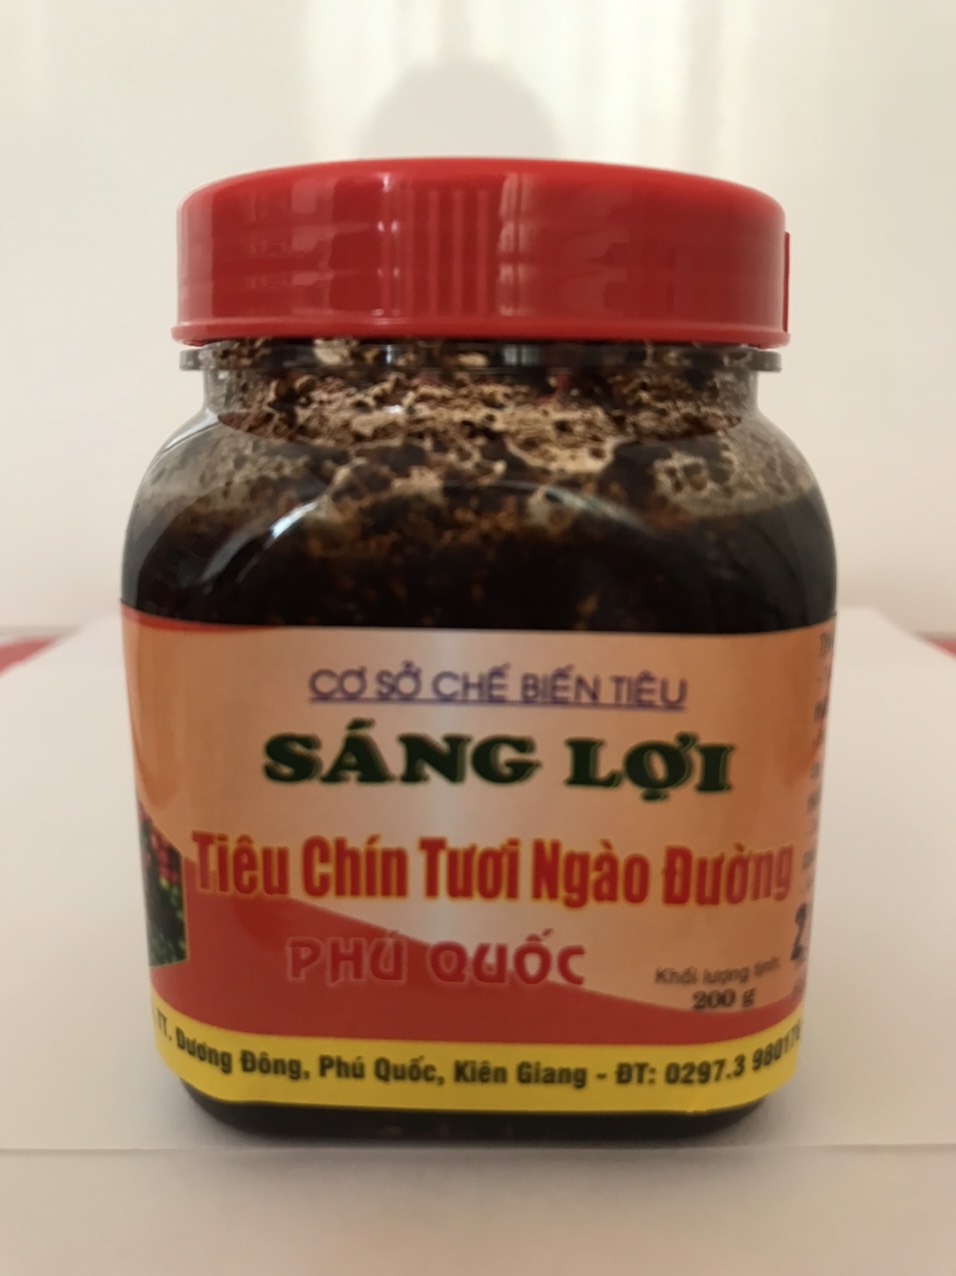 CƠ SỞ CHẾ BIẾN TIÊU
SÁNG LỢI
Tiêu Chín Tươi Ngào Đường
PHÚ QUỐC
Khối lượng tịnh:
200 g
TT. Dương Đông, Phú Quốc, Kiên Giang - ĐT: 0297.3